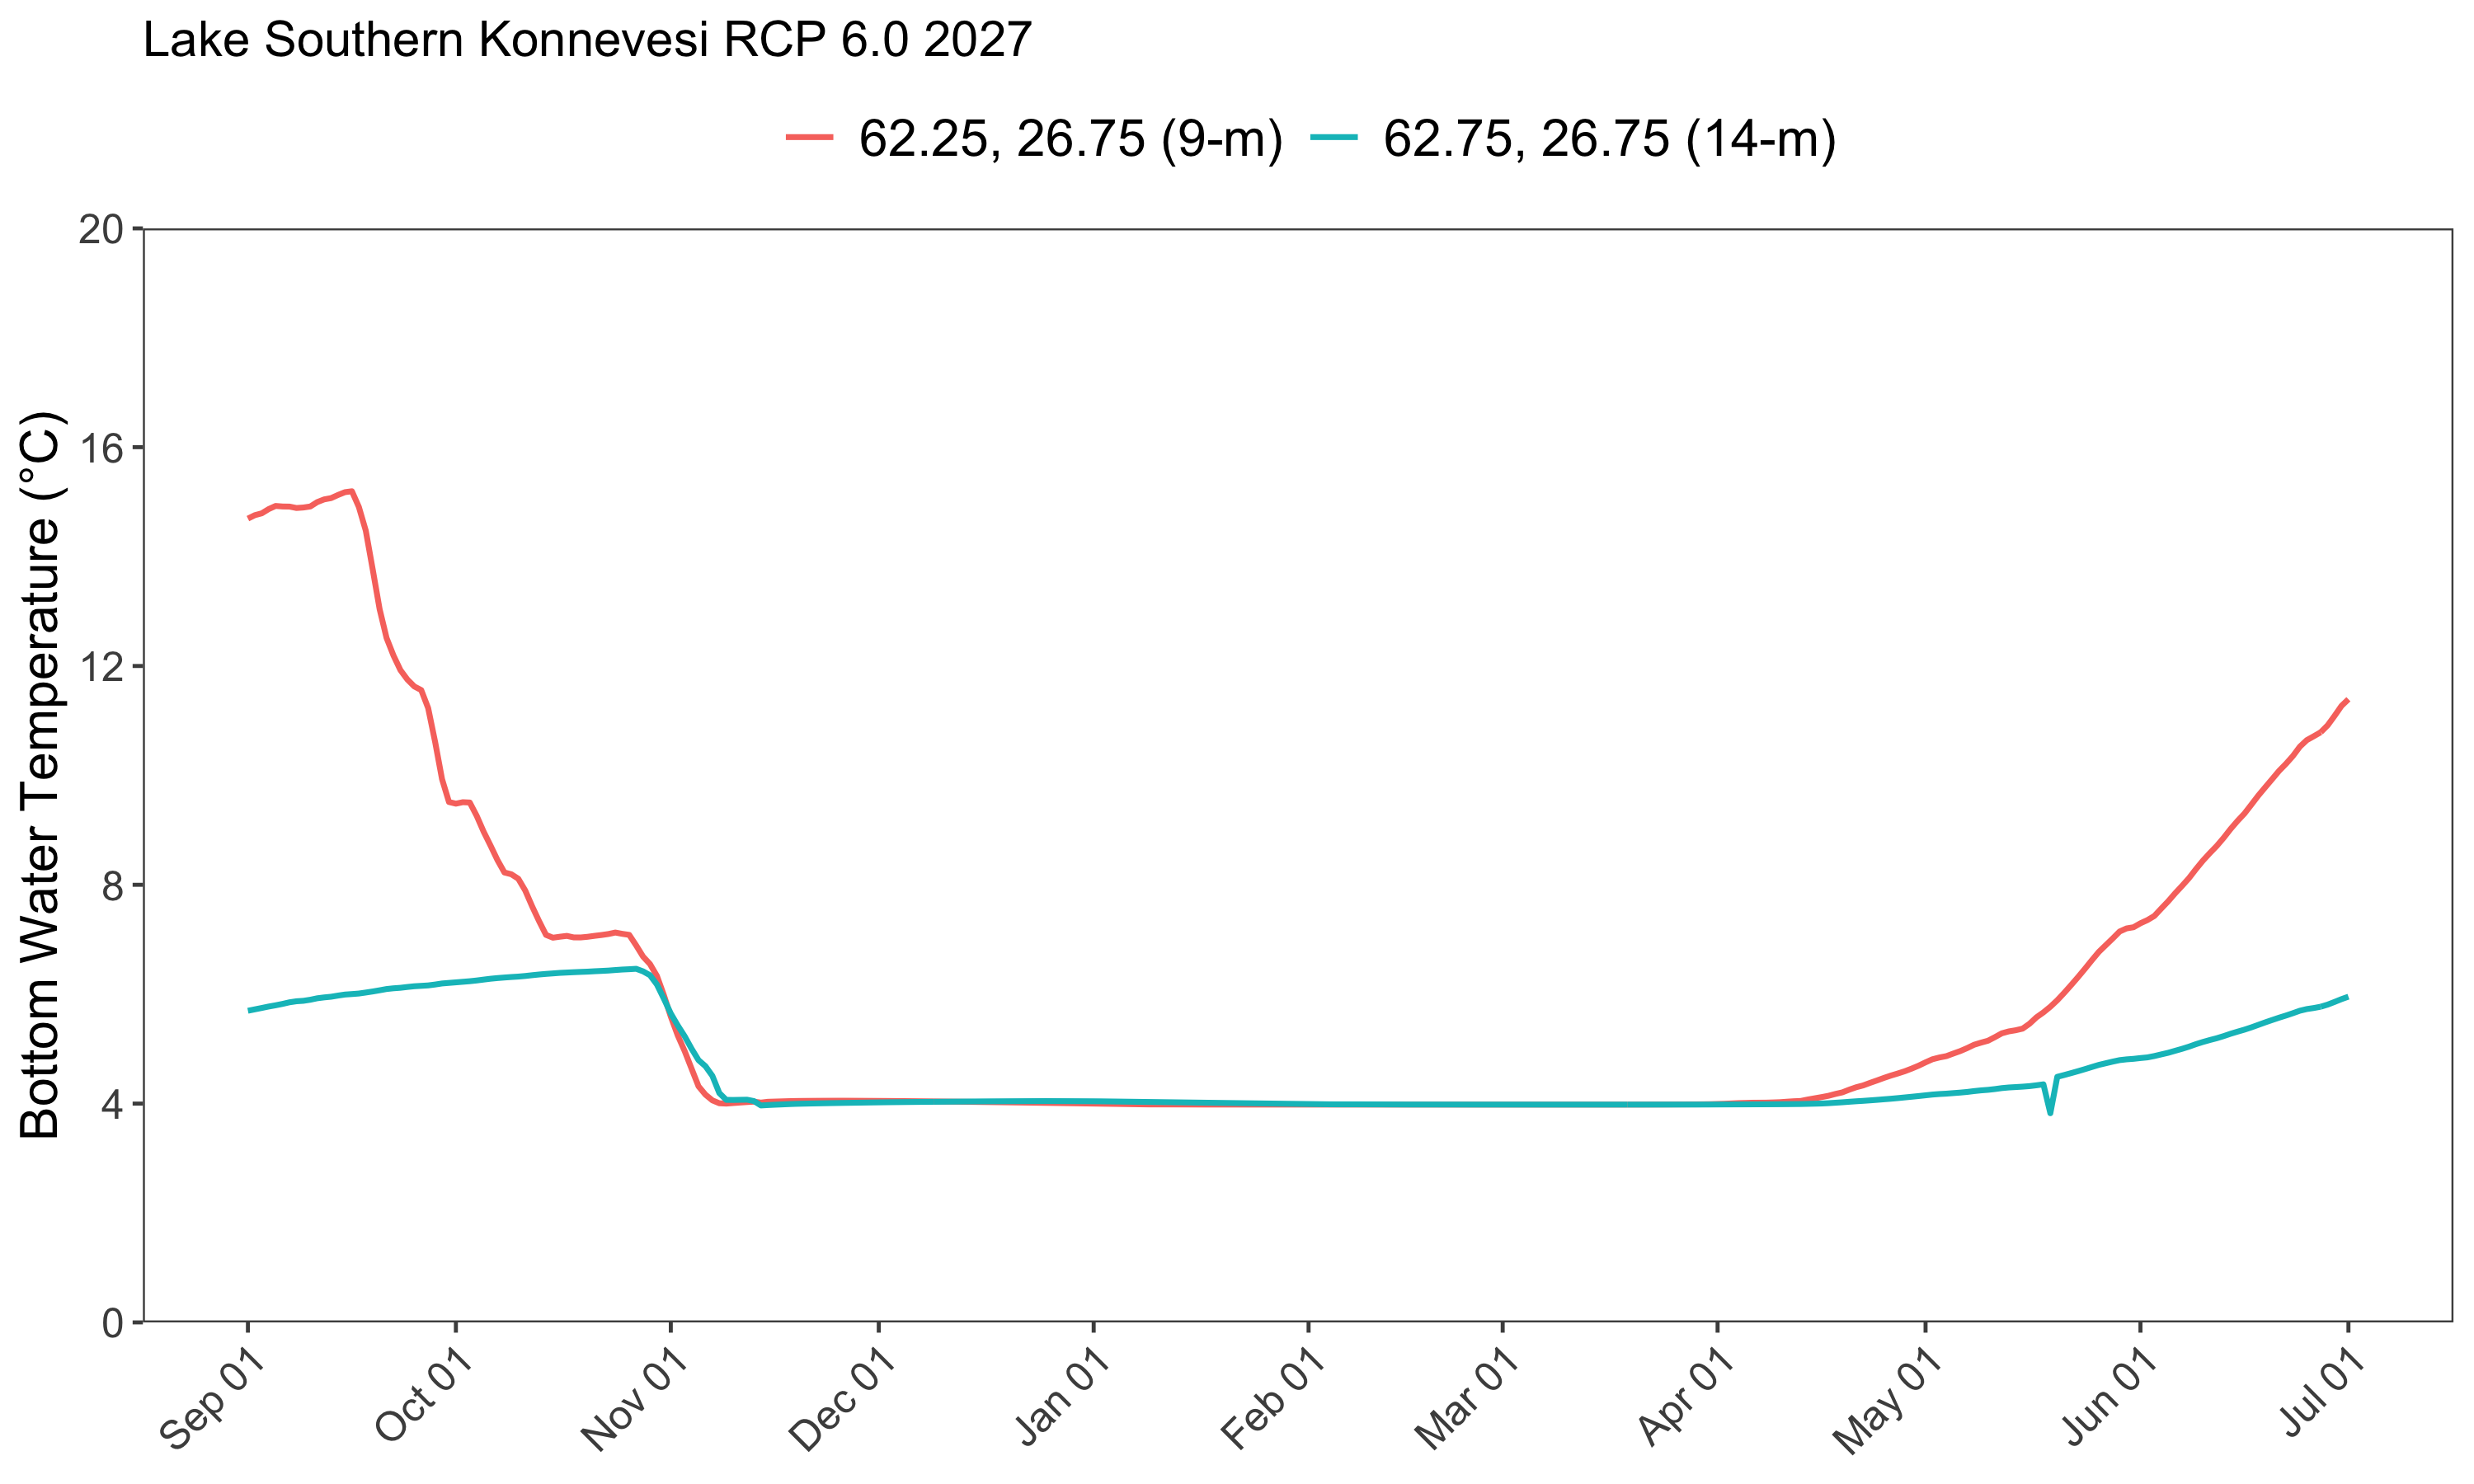 Lake Southern Konnevesi RCP 6.0 2027
62.25, 26.75 (9-m) 62.75, 26.75 (14-m)
Bottom Water Temperature (°C)
20
16
12
8
4
0
Sep 01 Oct 01 Nov 01 Dec 01 Jan 01 Feb 01 Mar 01 Apr 01 May 01 Jun 01 Jul 01